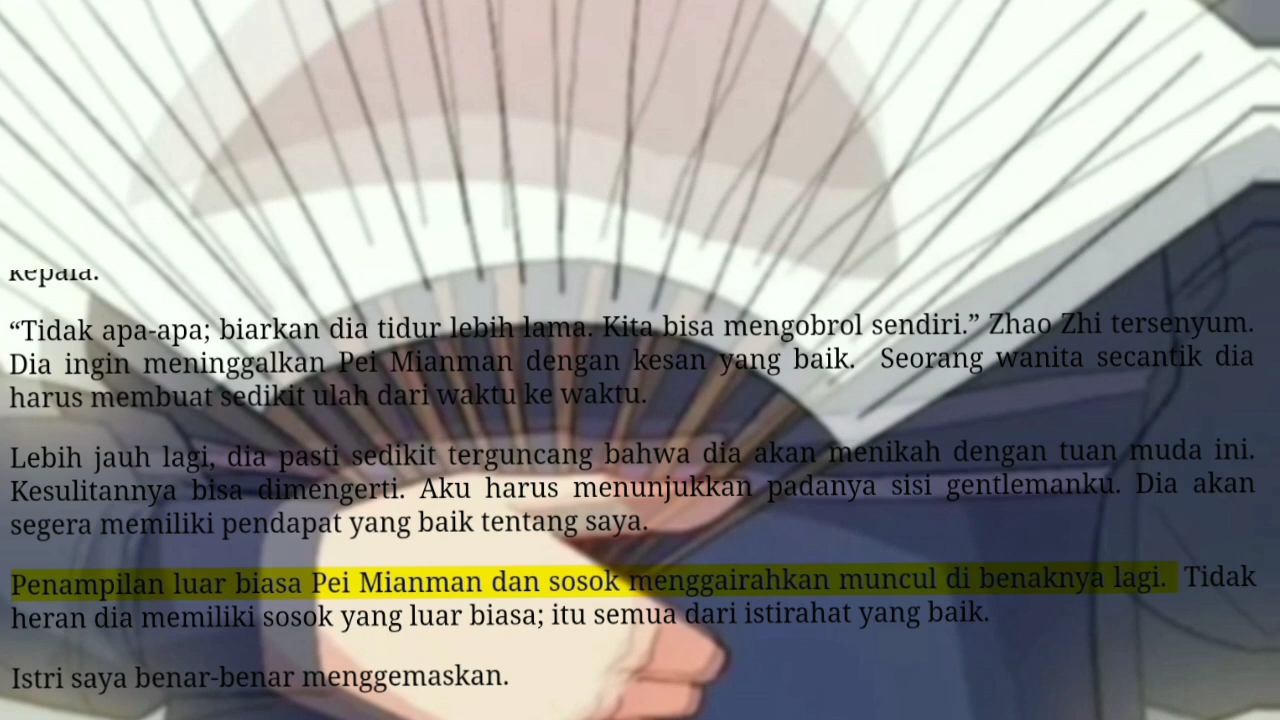 kepala.
“Tidak apa-apa; biarkan dia tidur lebih lama. Kita bisa mengobrol sendiri.” Zhao Zhi tersenyum.
Dia ingin meninggalkan Pei Mianman dengan kesan yang baik. Seorang wanita secantik dia
harus membuat sedikit ulah dari waktu ke waktu.
Lebih jauh lagi, dia pasti sedikit terguncang bahwa dia akan menikah dengan tuan muda ini.
Kesulitannya bisa dimengerti. Aku harus menunjukkan padanya sisi gentlemanku. Dia akan
segera memiliki pendapat yang baik tentang saya.
Penampilan luar biasa Pei Mianman dan sosok menggairahkan muncul di benaknya lagi. Tidak
heran dia memiliki sosok yang luar biasa; itu semua dari istirahat yang baik.
Istri saya benar-benar menggemaskan.